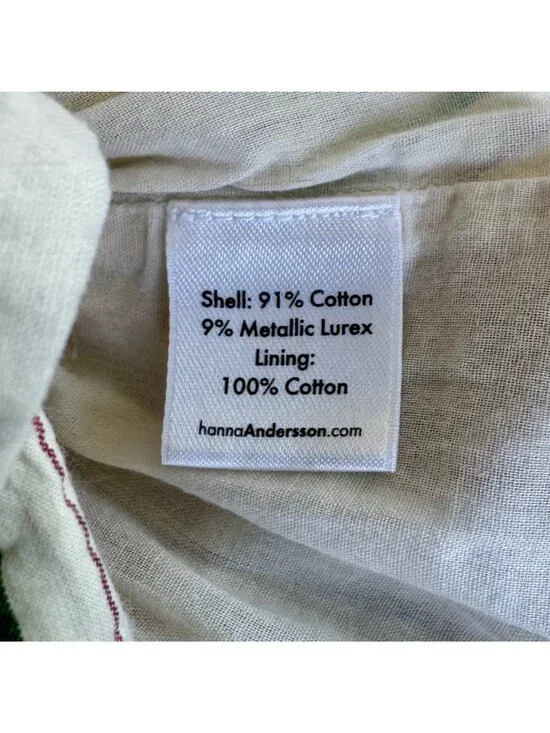 Shell: 91% Cotton
9% Metallic Lurex
Lining:
100% Cotton
hannaAndersson.com